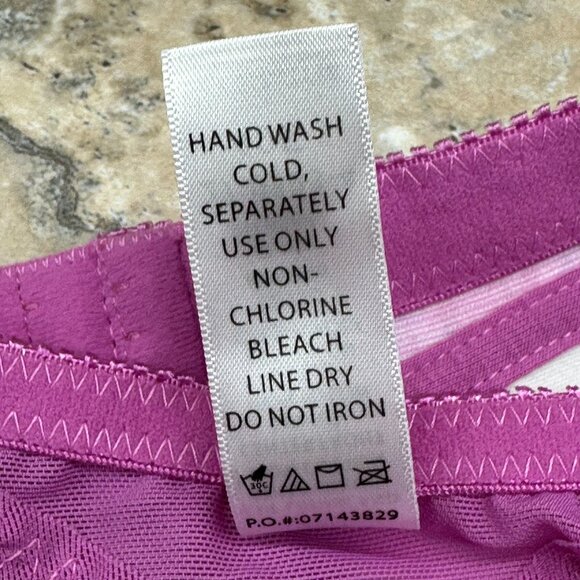 HAND WASH
COLD,
SEPARATELY
USE ONLY
NON-
CHLORINE
BLEACH
LINE DRY
DO NOT IRON
30C
P.O.#:07143829